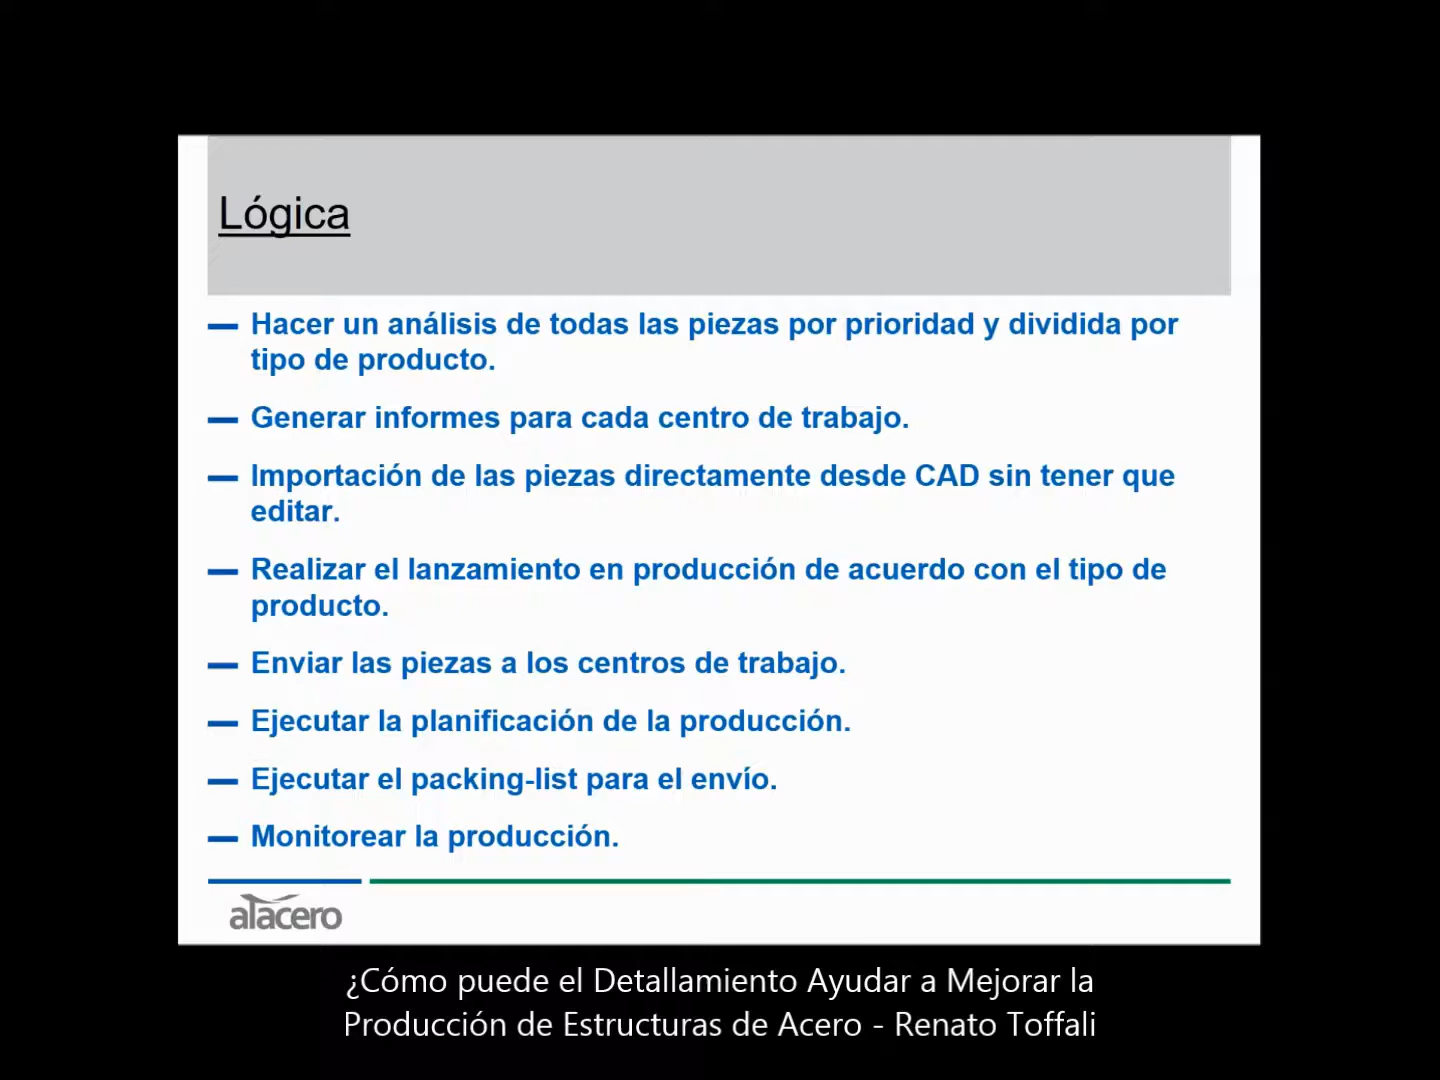 Lógica
Hacer un análisis de todas las piezas por prioridad y dividida por
tipo de producto.
Generar informes para cada centro de trabajo.
Importación de las piezas directamente desde CAD sin tener que
editar.
Realizar el lanzamiento en producción de acuerdo con el tipo de
producto.
Enviar las piezas a los centros de trabajo.
Ejecutar la planificación de la producción.
Ejecutar el packing-list para el envío.
Monitorear la producción.
alacero
¿Cómo puede el Detallamiento Ayudar a Mejorar la
Producción de Estructuras de Acero - Renato Toffali